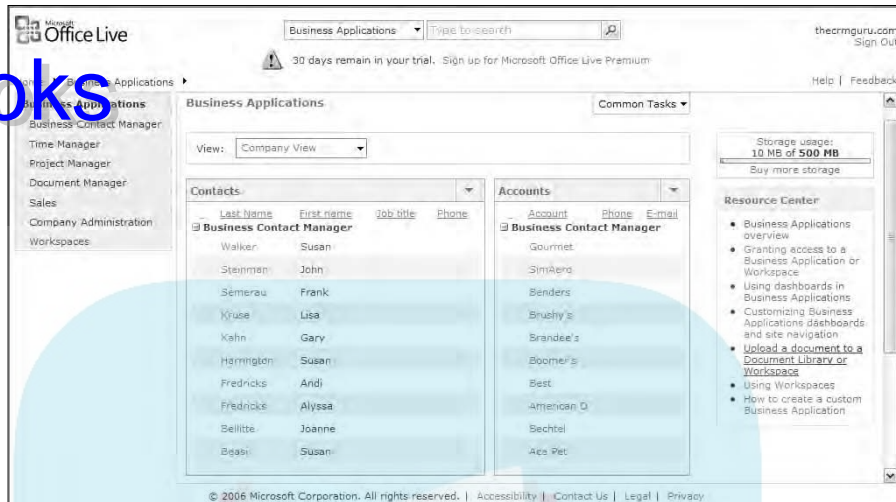 Microsoft
Office Live
Business Applications
Type to search
thecrmguru.com
Sign Out
30 days remain in your trial. Sign up for Microsoft Office Live Premium
oks
Business Applications
Help | Feedback
Business Applications
Business Contact Manager
Time Manager
Project Manager
Document Manager
Sales
Company Administration
Workspaces
Business Applications
Common Tasks
View: Company View
Contacts
Last Name First name Job title Phone
Business Contact Manager
Walker Susan
Steinman John
Semerau Frank
Kruse Lisa
Kahn Gary
Harrington Susan
Fredricks Andi
Fredricks Alyssa
Bellitte Joanne
Beasi Susan
Accounts
Account Phone E-mail
Business Contact Manager
Gourmet
SimAero
Benders
Brushy's
Brandee's
Boomer's
Best
American D
Bechtel
Ace Pet
Storage usage:
10 MB of 500 MB
Buy more storage
Resource Center
Business Applications
overview
Granting access to a
Business Application or
Workspace
Using dashboards in
Business Applications
Customizing Business
Applications dashboards
and site navigation
Upload a document to a
Document Library or
Workspace
Using Workspaces
How to create a custom
Business Application
© 2006 Microsoft Corporation. All rights reserved. | Accessibility | Contact Us | Legal | Privacy